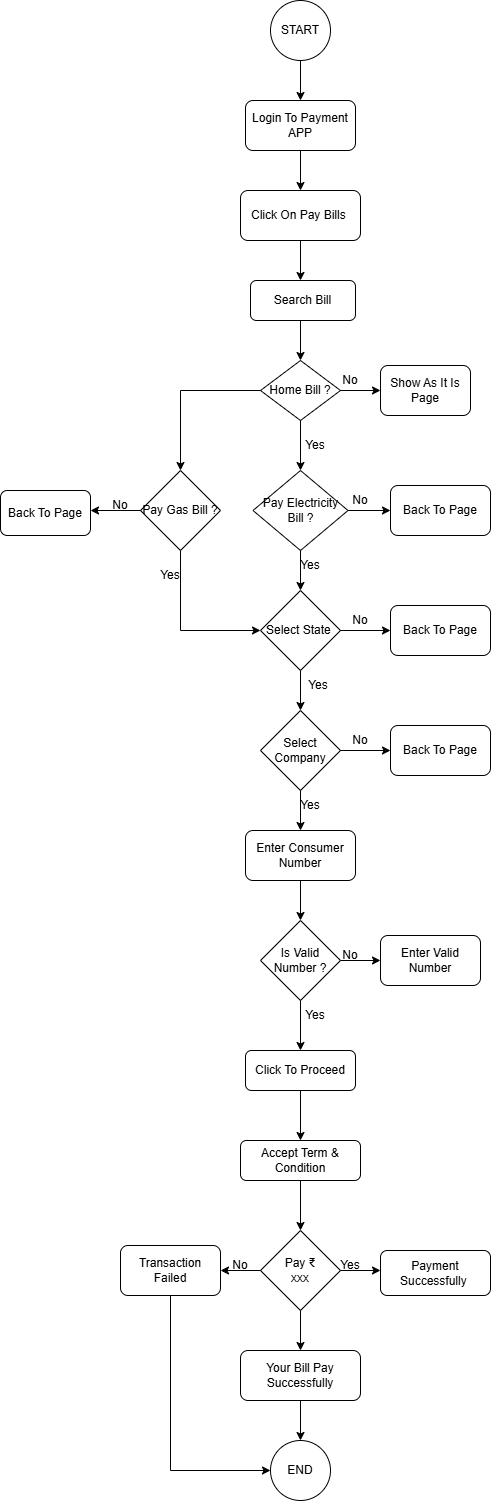 START
Login To Payment
APP
Click On Pay Bills
Search Bill
Home Bill ?
No
Show As It Is
Page
Yes
Back To Page
No
Pay Gas Bill ?
Pay Electricity
Bill ?
No
Back To Page
Yes
Yes
Select State
No
Back To Page
Yes
Select
Company
No
Back To Page
Yes
Enter Consumer
Number
Is Valid
Number ?
No
Enter Valid
Number
Yes
Click To Proceed
Accept Term &
Condition
Transaction
Failed
No
Pay ₹
xxx
Yes
Payment
Successfully
Your Bill Pay
Successfully
END